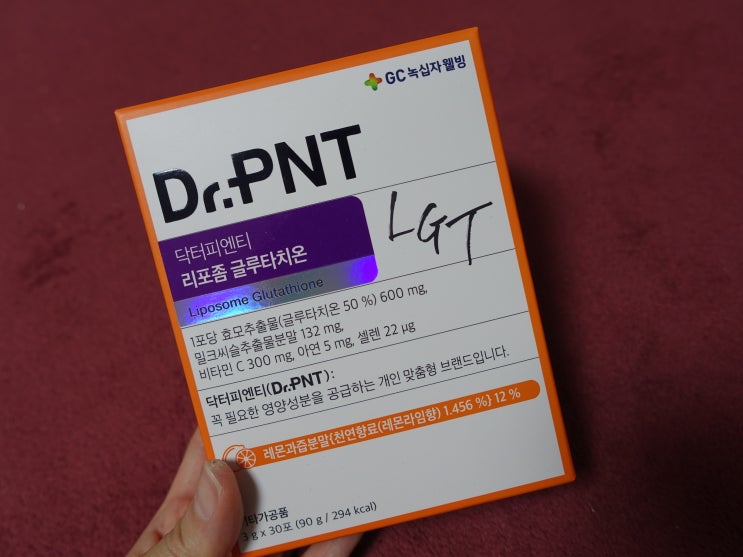 GC 녹십자 웰빙
Dr.PNT
LGT
닥터피엔티
리포좀 글루타치온
Liposome Glutathione
1포당 효모추출물(글루타치온 50 %) 600 mg,
밀크씨슬추출물분말 132 mg,
비타민 C 300 mg, 아연 5 mg, 셀렌 22 µg
닥터피엔티(Dr.PNT):
꼭 필요한 영양성분을 공급하는 개인 맞춤형 브랜드입니다.
레몬과즙분말{천연향료(레몬라임향) 1.456 %} 12 %
타가공품
3 g x 30포 (90 g / 294 kcal)